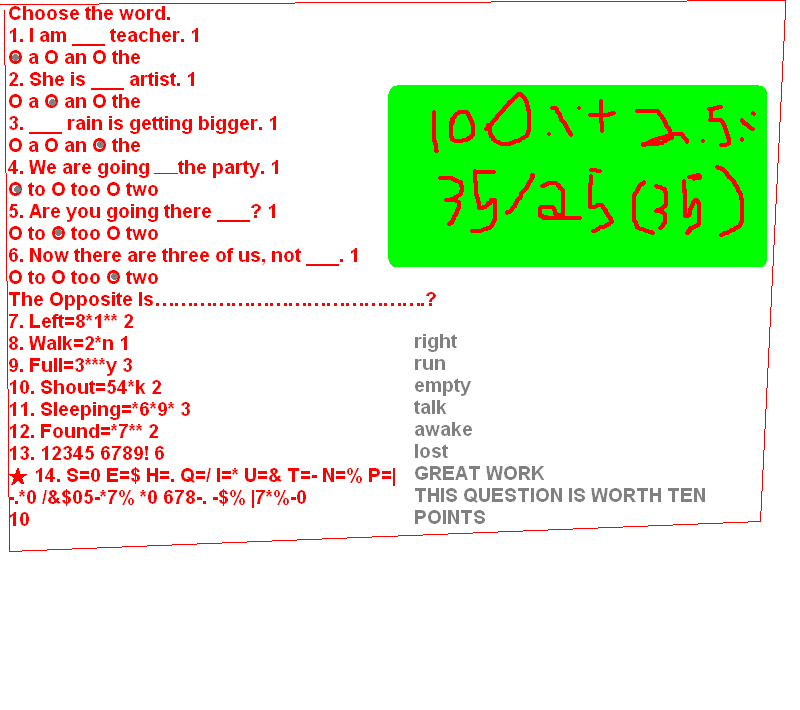 Choose the word.
1. I am ___ teacher. 1
O a O an O the
2. She is ___ artist. 1
O a O an O the
3. ___ rain is getting bigger. 1
O a O an O the
4. We are going __the party. 1
O to O too O two
5. Are you going there ___? 1
O to O too O two
6. Now there are three of us, not ___. 1
O to O too O two
The Opposite Is...........................................?
7. Left=8*1** 2
8. Walk=2*n 1
9. Full=3***y 3
10. Shout=54*k 2
11. Sleeping=*6*9* 3
12. Found=*7** 2
13. 12345 6789! 6
★ 14. S=0 E=$ H=. Q=/ I=* U=& T=- N=% P=|
-.*0 /&$05-*7% *0 678-. -$% |7*%-0
10
100%+ 2.5%
35/25 (35)
right
run
empty
talk
awake
lost
GREAT WORK
THIS QUESTION IS WORTH TEN
POINTS